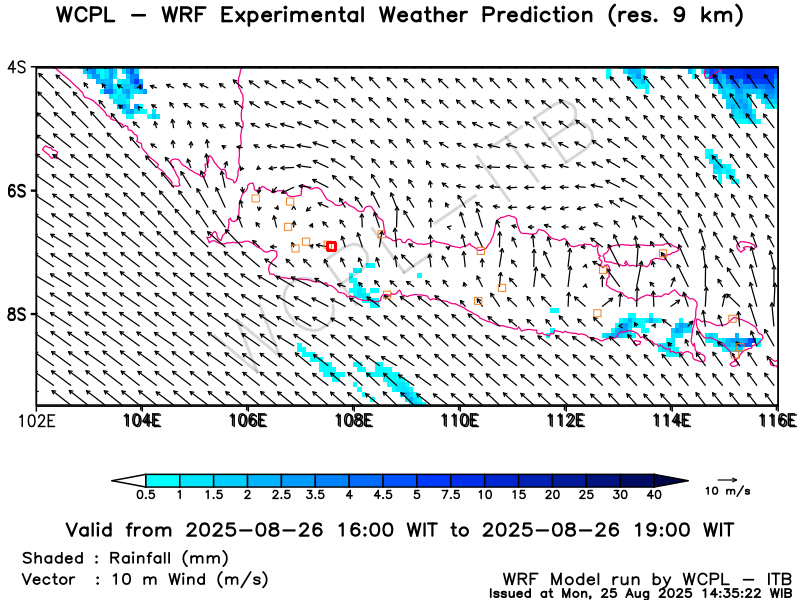 WCPL – WRF Experimental Weather Prediction (res. 9 km)
4S
6S
8S
WCPL–ITB
102E 104E 106E 108E 110E 112E 114E 116E
0.5 1 1.5 2 2.5 3.5 4.5 5 7.5 10 15 20 25 30 40
10 m/s
Valid from 2025-08-26 16:00 WIT to 2025-08-26 19:00 WIT
Shaded : Rainfall (mm)
Vector : 10 m Wind (m/s)
WRF Model run by WCPL – ITB
Issued at Mon, 25 Aug 2025 14:35:22 WIB